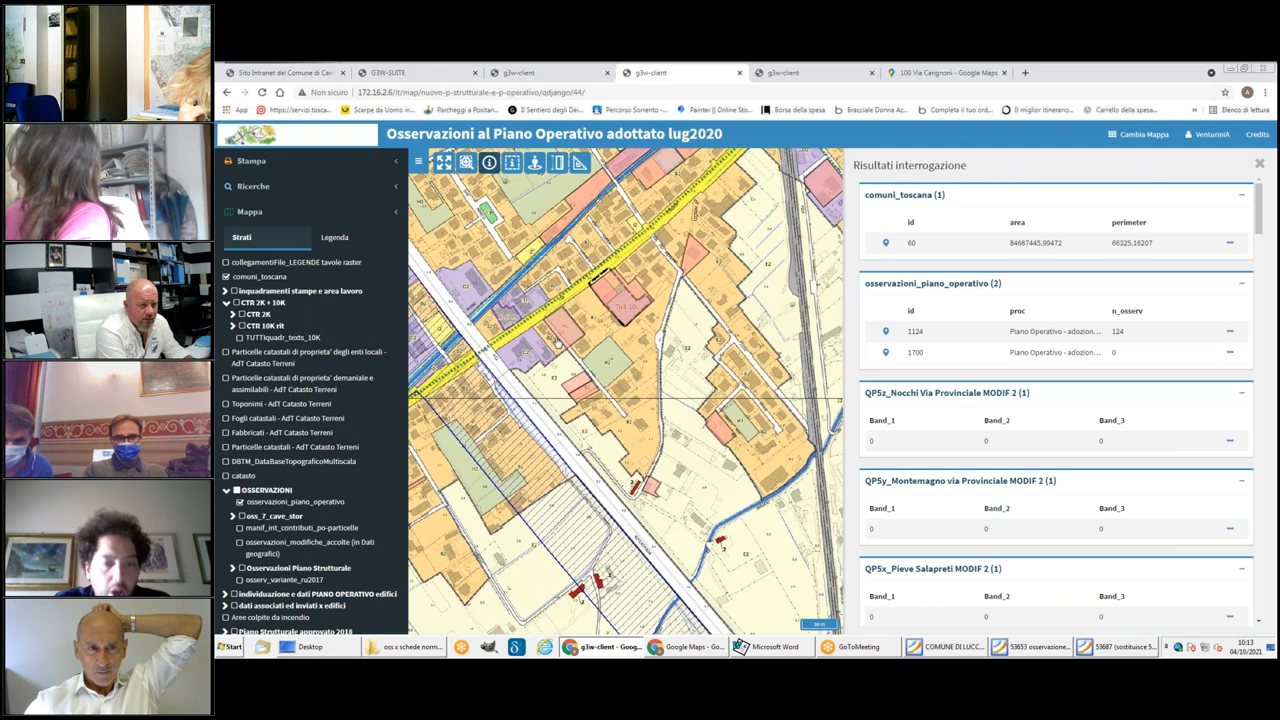 Sito Intranet del Comune di Cam
G3W-SUITE
g3w-client
g3w-client
g3w-client
100 Via Carignoni - Google Maps
Non sicuro
172.16.2.6/it/map/nuovo-p-strutturale-e-p-operativo/qdjango/44/
App
https://servizi.tosca...
Scarpe da Uomo in...
Parcheggi a Positan...
Il Sentiero degli Dei...
Percorso Sorrento -...
Painter || Online Sto...
Borsa della spesa
Bracciale Donna Ac...
Completa il tuo ord...
Il miglior itinerario...
Carrello della spesa...
Elenco di lettura
Osservazioni al Piano Operativo adottato lug2020
Cambia Mappa
VenturiniA
Credits
Stampa
Ricerche
Mappa
Strati
Legenda
collegamentiFile_LEGENDE tavole raster
comuni_toscana
inquadramenti stampe e area lavoro
CTR 2K + 10K
CTR 2K
CTR 10K rit
TUTTIquadr_texts_10K
Particelle catastali di proprieta' degli enti locali -
AdT Catasto Terreni
Particelle catastali di proprieta' demaniale e
assimilabili - AdT Catasto Terreni
Toponimi - AdT Catasto Terreni
Fogli catastali - AdT Catasto Terreni
Fabbricati - AdT Catasto Terreni
Particelle catastali - AdT Catasto Terreni
DBTM_DataBaseTopograficoMultiscala
catasto
OSSERVAZIONI
osservazioni_piano_operativo
oss_7_cave_stor
manif_int_contributi_po-particelle
osservazioni_modifiche_accolte (in Dati
geografici)
Osservazioni Piano Strutturale
osserv_variante_ru2017
individuazione e dati PIANO OPERATIVO edifici
dati associati ed inviati x edifici
Aree colpite da incendio
Piano Strutturale approvato 2018
E2
50 m
Risultati interrogazione
comuni_toscana (1)
id area perimeter
60 84687445.99472 66325.16207
osservazioni_piano_operativo (2)
id proc n_osserv
1124 Piano Operativo - adozion... 124
1700 Piano Operativo - adozion... 0
QP5z_Nocchi Via Provinciale MODIF 2 (1)
Band_1 Band_2 Band_3
0 0 0
QP5y_Montemagno via Provinciale MODIF 2 (1)
Band_1 Band_2 Band_3
0 0 0
QP5x_Pieve Salapreti MODIF 2 (1)
Band_1 Band_2 Band_3
0 0 0
Start
Desktop
oss x schede norm...
g3w-client - Goog...
Google Maps - Go...
Microsoft Word
GoToMeeting
COMUNE DI LUCC...
53653 osservazione...
53687 (sostituisce 5...
10:13
04/10/2021